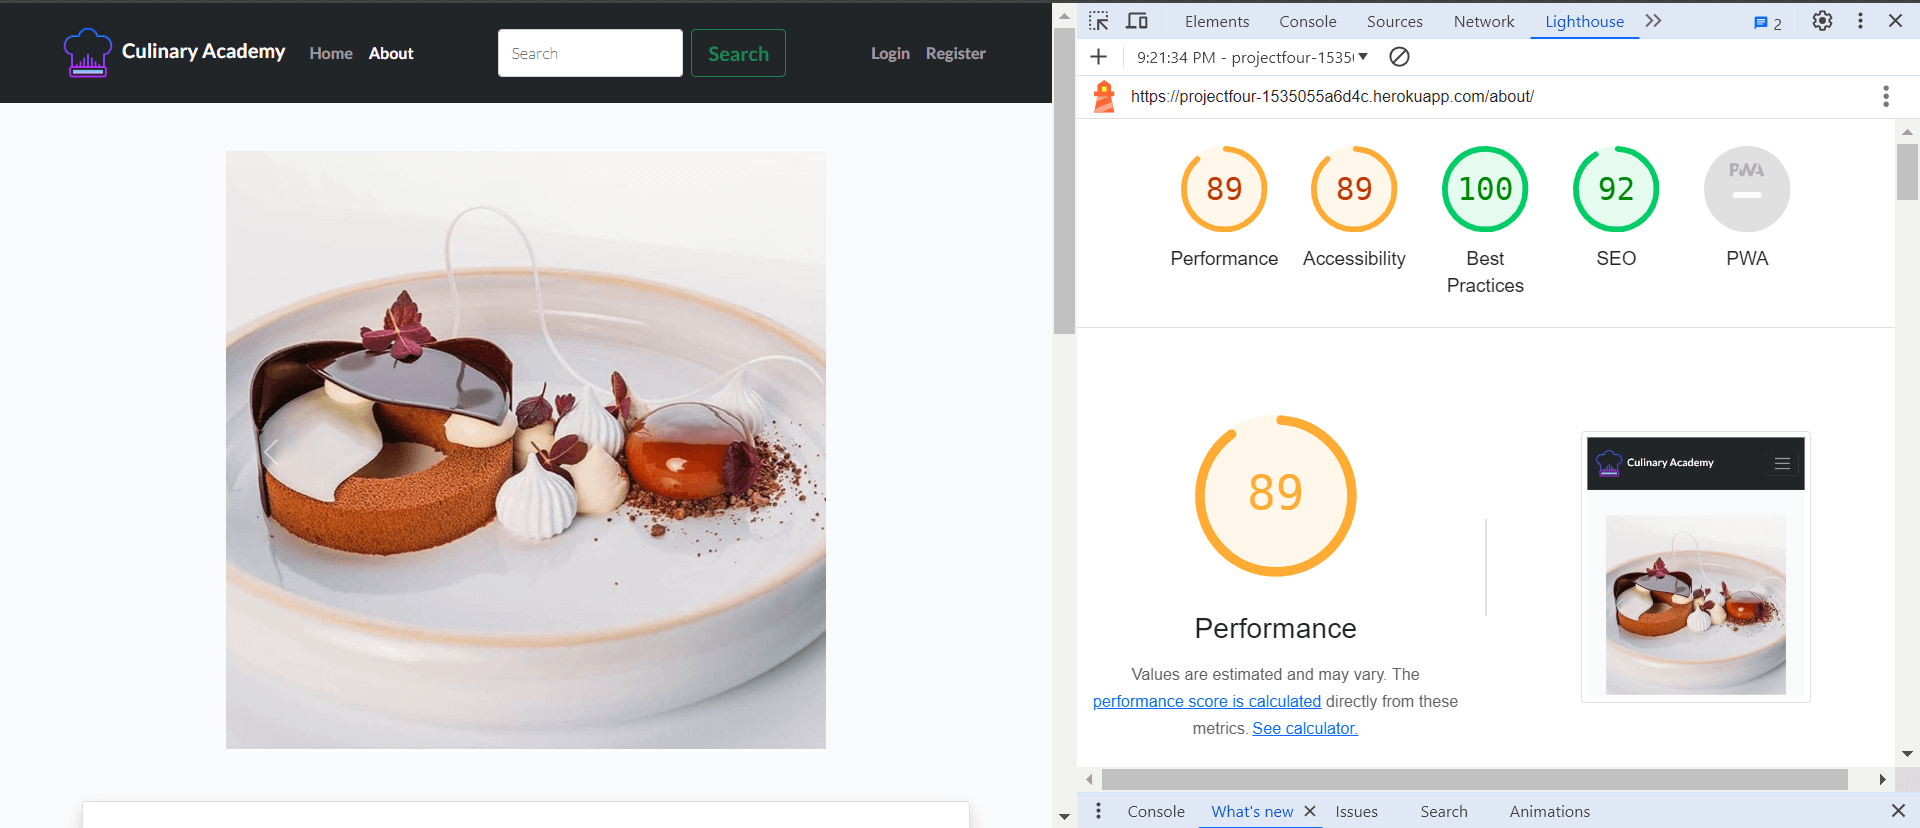 Culinary Academy Home About Search Search Login Register
Elements Console Sources Network Lighthouse 2
9:21:34 PM - projectfour-1535
https://projectfour-1535055a6d4c.herokuapp.com/about/
89 89 100 92 PWA
Performance Accessibility Best Practices SEO PWA
89
Performance
Values are estimated and may vary. The
performance score is calculated directly from these
metrics. See calculator.
Culinary Academy
Console What's new Issues Search Animations